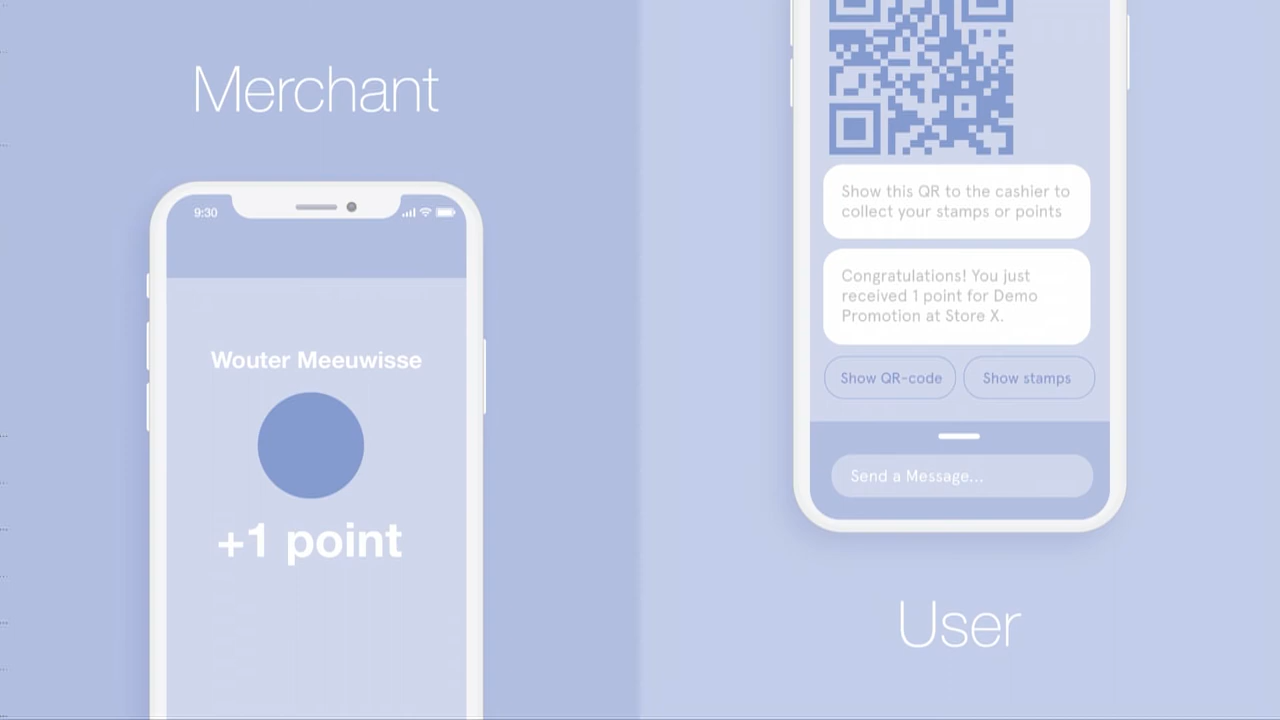 Merchant
9:30
Wouter Meeuwisse
+1 point
Show this QR to the cashier to
collect your stamps or points
Congratulations! You just
received 1 point for Demo
Promotion at Store X.
Show QR-code
Show stamps
Send a Message...
User